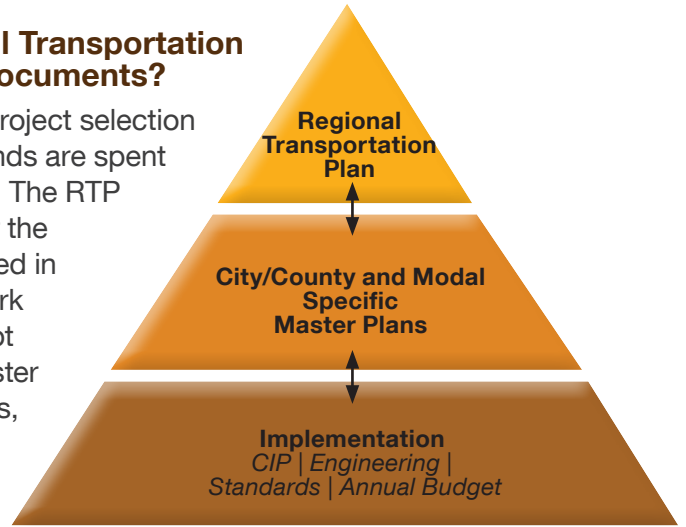 l Transportation
ocuments?
roject selection
nds are spent
. The RTP
the
ed in
rk
ot
ster
s,
Regional
Transportation
Plan
City/County and Modal
Specific
Master Plans
Implementation
CIP | Engineering |
Standards | Annual Budget